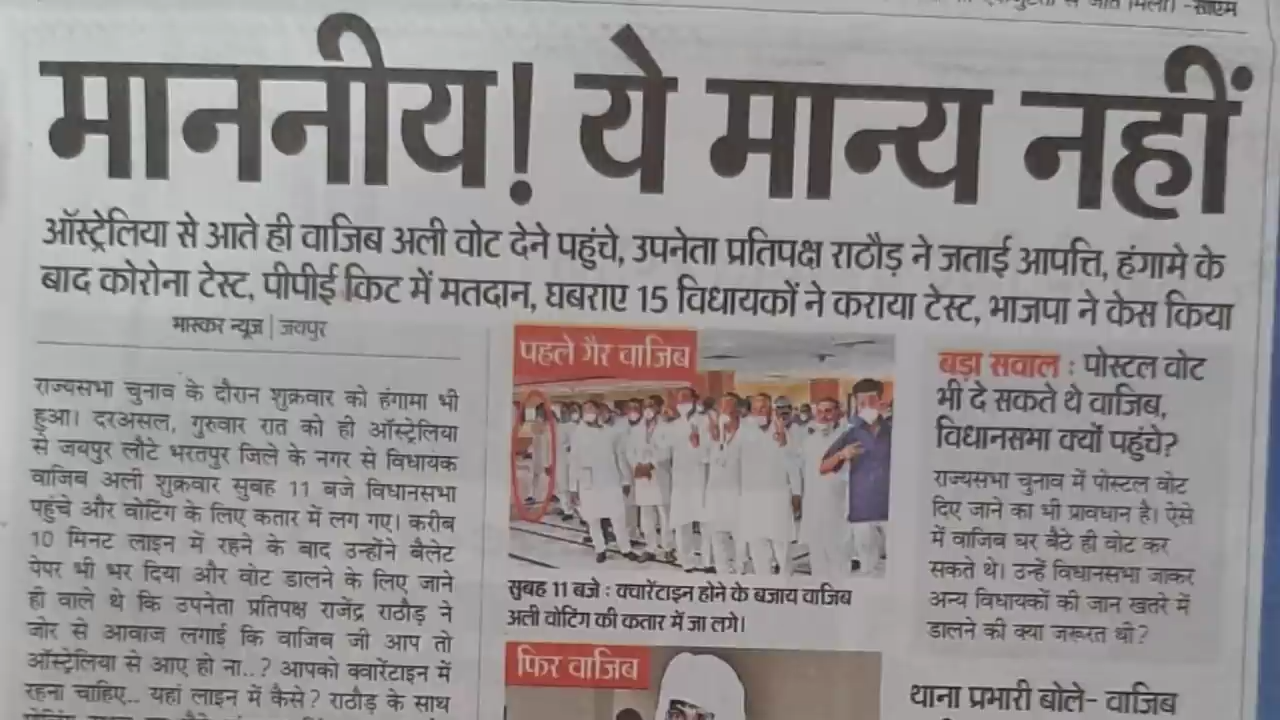 से जीत मिली। -सीएम
माननीय! ये मान्य नहीं
ऑस्ट्रेलिया से आते ही वाजिब अली वोट देने पहुंचे, उपनेता प्रतिपक्ष राठौड़ ने जताई आपत्ति, हंगामे के
बाद कोरोना टेस्ट, पीपीई किट में मतदान, घबराए 15 विधायकों ने कराया टेस्ट, भाजपा ने केस किया
भास्कर न्यूज | जयपुर
राज्यसभा चुनाव के दौरान शुक्रवार को हंगामा भी
हुआ। दरअसल, गुरुवार रात को ही ऑस्ट्रेलिया
से जयपुर लौटे भरतपुर जिले के नगर से विधायक
वाजिब अली शुक्रवार सुबह 11 बजे विधानसभा
पहुंचे और वोटिंग के लिए कतार में लग गए। करीब
10 मिनट लाइन में रहने के बाद उन्होंने बैलेट
पेपर भी भर दिया और वोट डालने के लिए जाने
ही वाले थे कि उपनेता प्रतिपक्ष राजेंद्र राठौड़ ने
जोर से आवाज लगाई कि वाजिब जी आप तो
ऑस्ट्रेलिया से आए हो ना..? आपको क्वारेंटाइन में
रहना चाहिए.. यहां लाइन में कैसे? राठौड़ के साथ
पहले गैर वाजिब
सुबह 11 बजे : क्वारेंटाइन होने के बजाय वाजिब
अली वोटिंग की कतार में जा लगे।
फिर वाजिब
बड़ा सवाल : पोस्टल वोट
भी दे सकते थे वाजिब,
विधानसभा क्यों पहुंचे?
राज्यसभा चुनाव में पोस्टल वोट
दिए जाने का भी प्रावधान है। ऐसे
में वाजिब घर बैठे ही वोट कर
सकते थे। उन्हें विधानसभा जाकर
अन्य विधायकों की जान खतरे में
डालने की क्या जरूरत थी?
थाना प्रभारी बोले- वाजिब